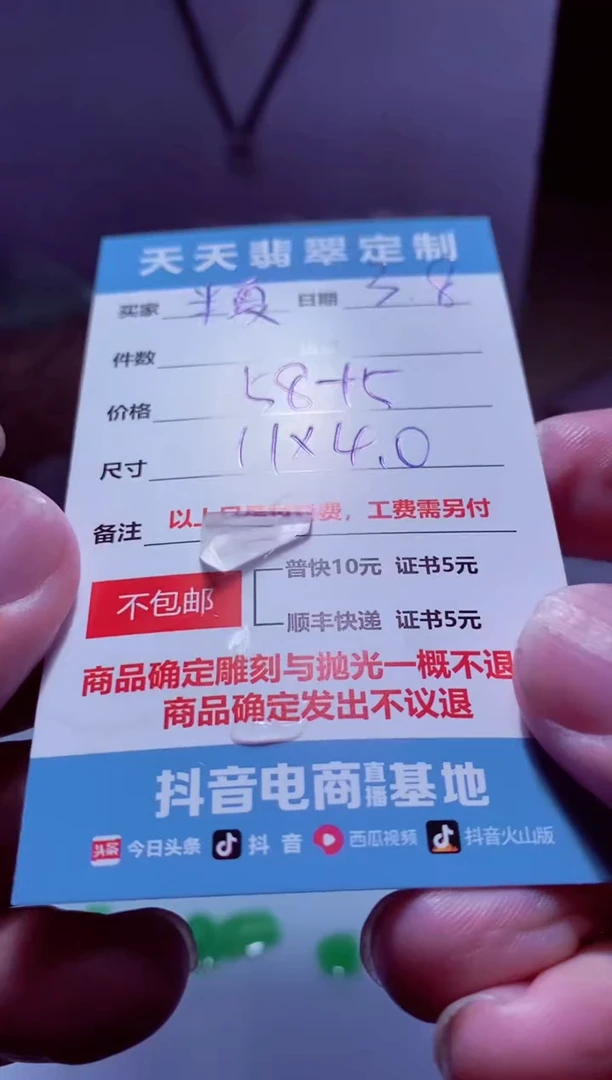 天天翡翠定制
买家 半夏 日期 3.8
件数
价格 58+5
尺寸 11×4.0
备注 以上 费，工费需另付
不包邮
普快10元 证书5元
顺丰快递 证书5元
商品确定雕刻与抛光一概不退
商品确定发出不议退
抖音电商直播基地
头条 今日头条 抖音 西瓜视频 抖音火山版